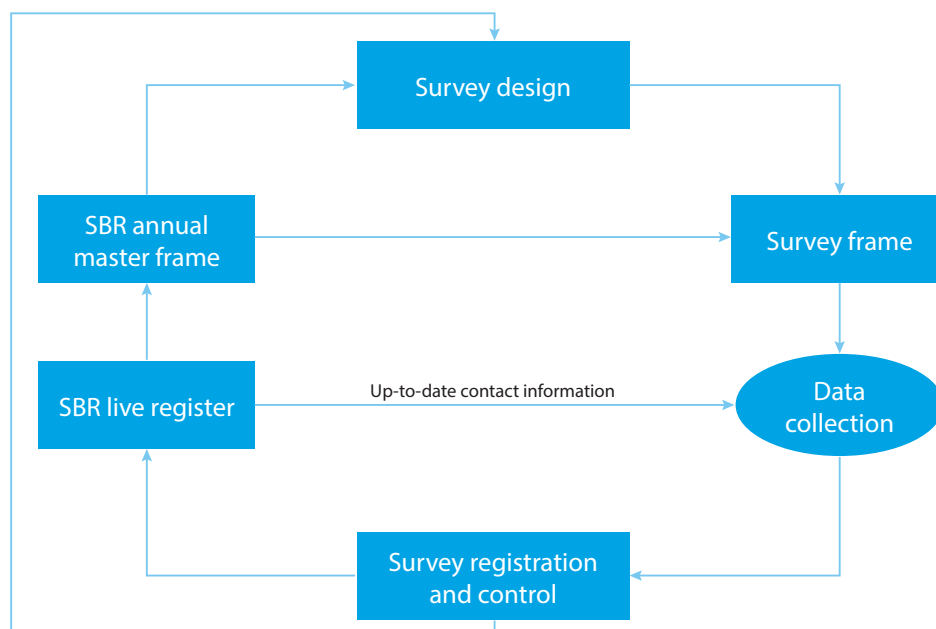 Survey design
SBR annual
master frame
Survey frame
SBR live register
Up-to-date contact information
Data
collection
Survey registration
and control